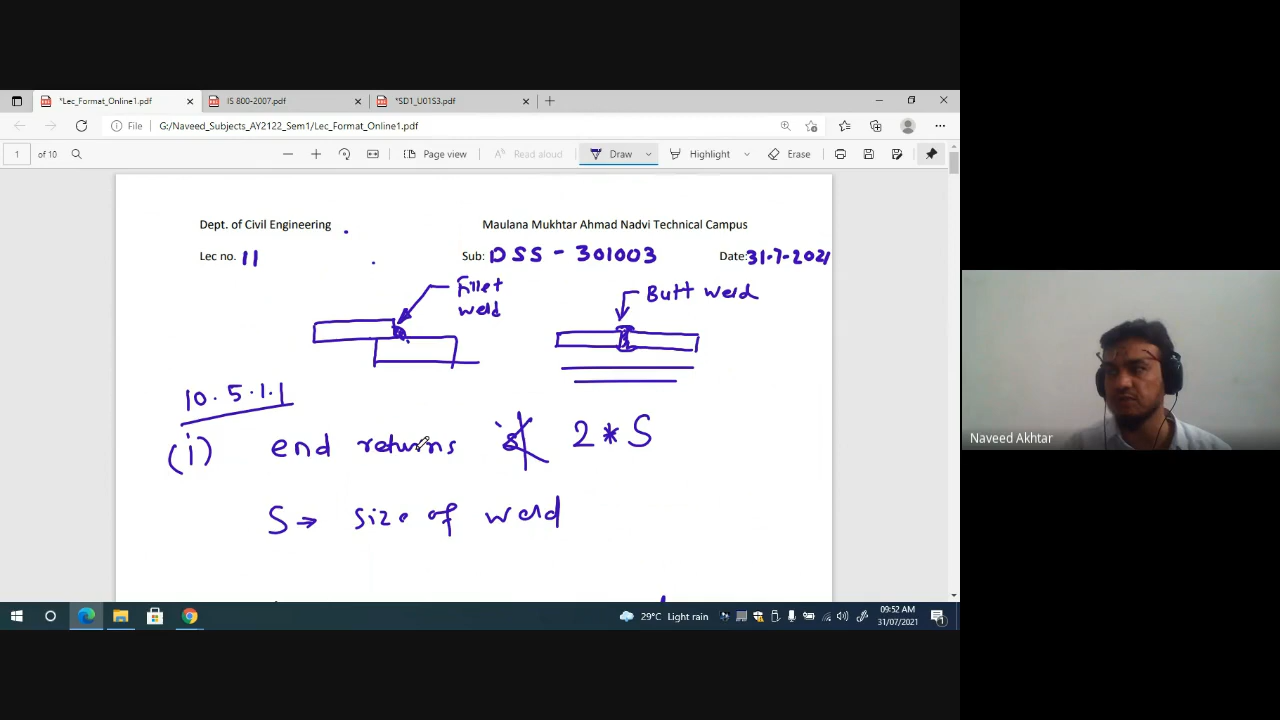 *Lec_Format_Online1.pdf
IS 800-2007.pdf
*SD1_U01S3.pdf
File G:/Naveed_Subjects_AY2122_Sem1/Lec_Format_Online1.pdf
1 of 10 Page view Read aloud Draw Highlight Erase
Dept. of Civil Engineering Maulana Mukhtar Ahmad Nadvi Technical Campus
Lec no. 11 Sub: DSS - 301003 Date: 31-7-2021
Fillet weld
Butt weld
10.5.1.1
(i) end returns 2*S
S → size of weld
Naveed Akhtar
29°C Light rain
09:52 AM
31/07/2021
1